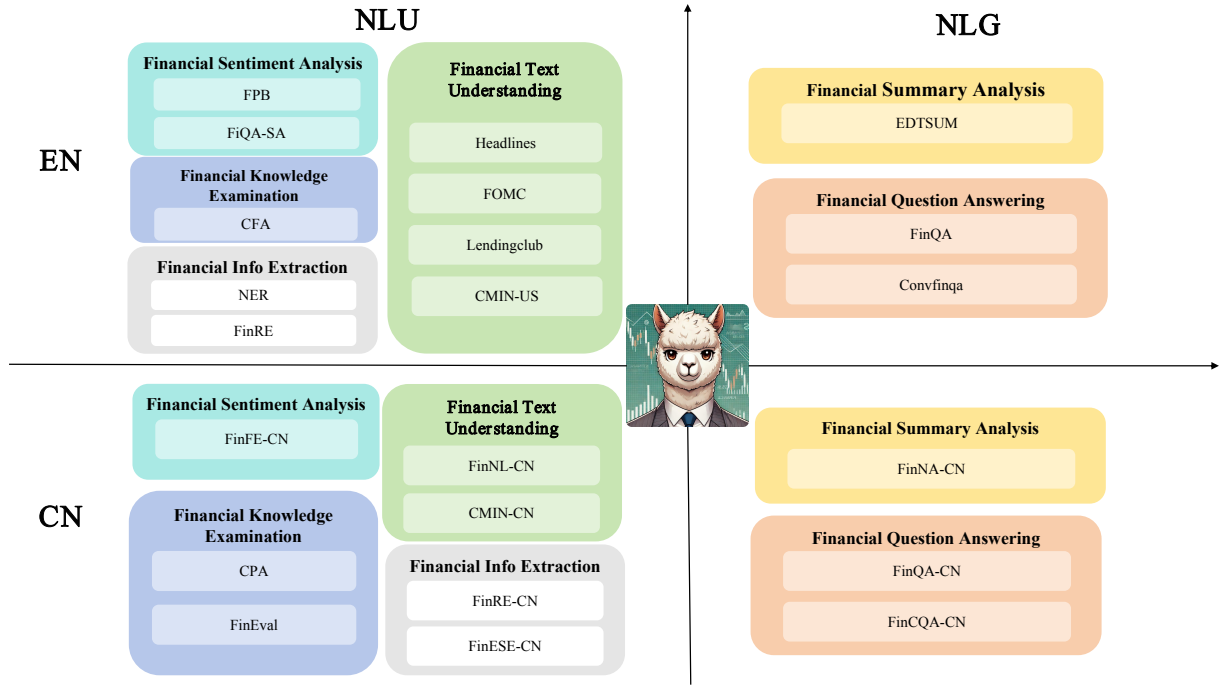 NLU
NLG
EN
Financial Sentiment Analysis
FPB
FiQA-SA
Financial Knowledge
Examination
CFA
Financial Info Extraction
NER
FinRE
Financial Text
Understanding
Headlines
FOMC
Lendingclub
CMIN-US
Financial Summary Analysis
EDTSUM
Financial Question Answering
FinQA
Convfinqa
CN
Financial Sentiment Analysis
FinFE-CN
Financial Knowledge
Examination
CPA
FinEval
Financial Text
Understanding
FinNL-CN
CMIN-CN
Financial Info Extraction
FinRE-CN
FinESE-CN
Financial Summary Analysis
FinNA-CN
Financial Question Answering
FinQA-CN
FinCQA-CN